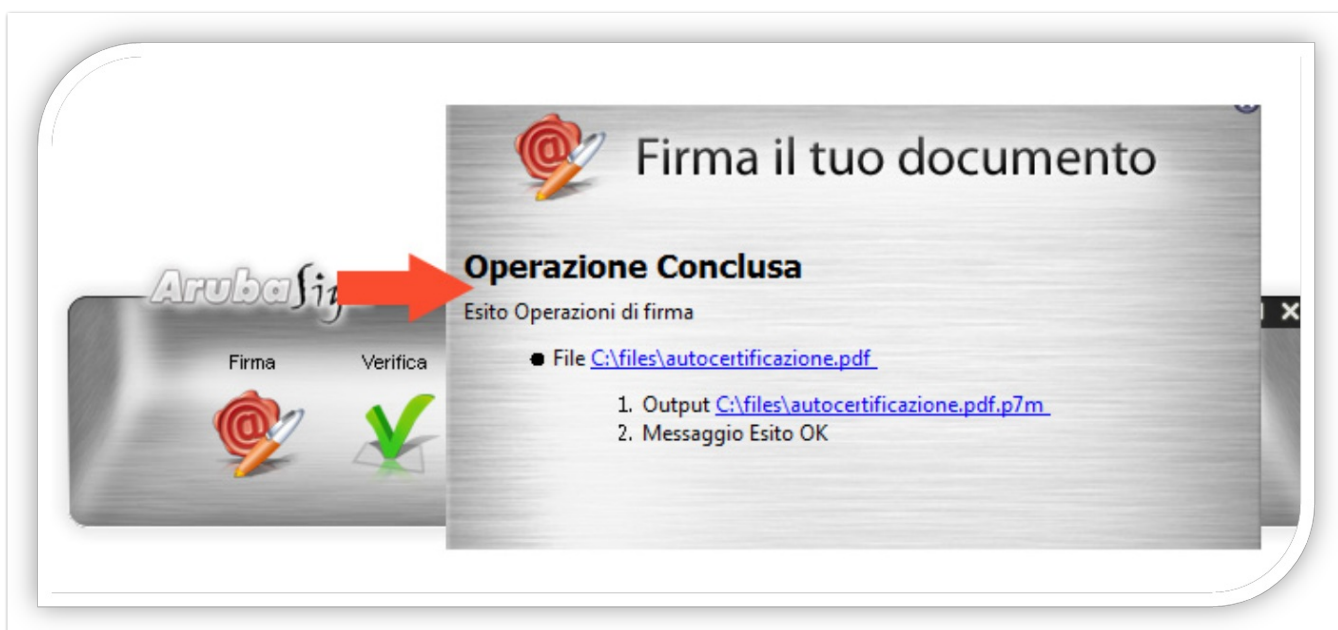 Firma il tuo documento
Operazione Conclusa
Esito Operazioni di firma
File C:\files\autocertificazione.pdf
1. Output C:\files\autocertificazione.pdf.p7m
2. Messaggio Esito OK
Aruba
Firma
Verifica